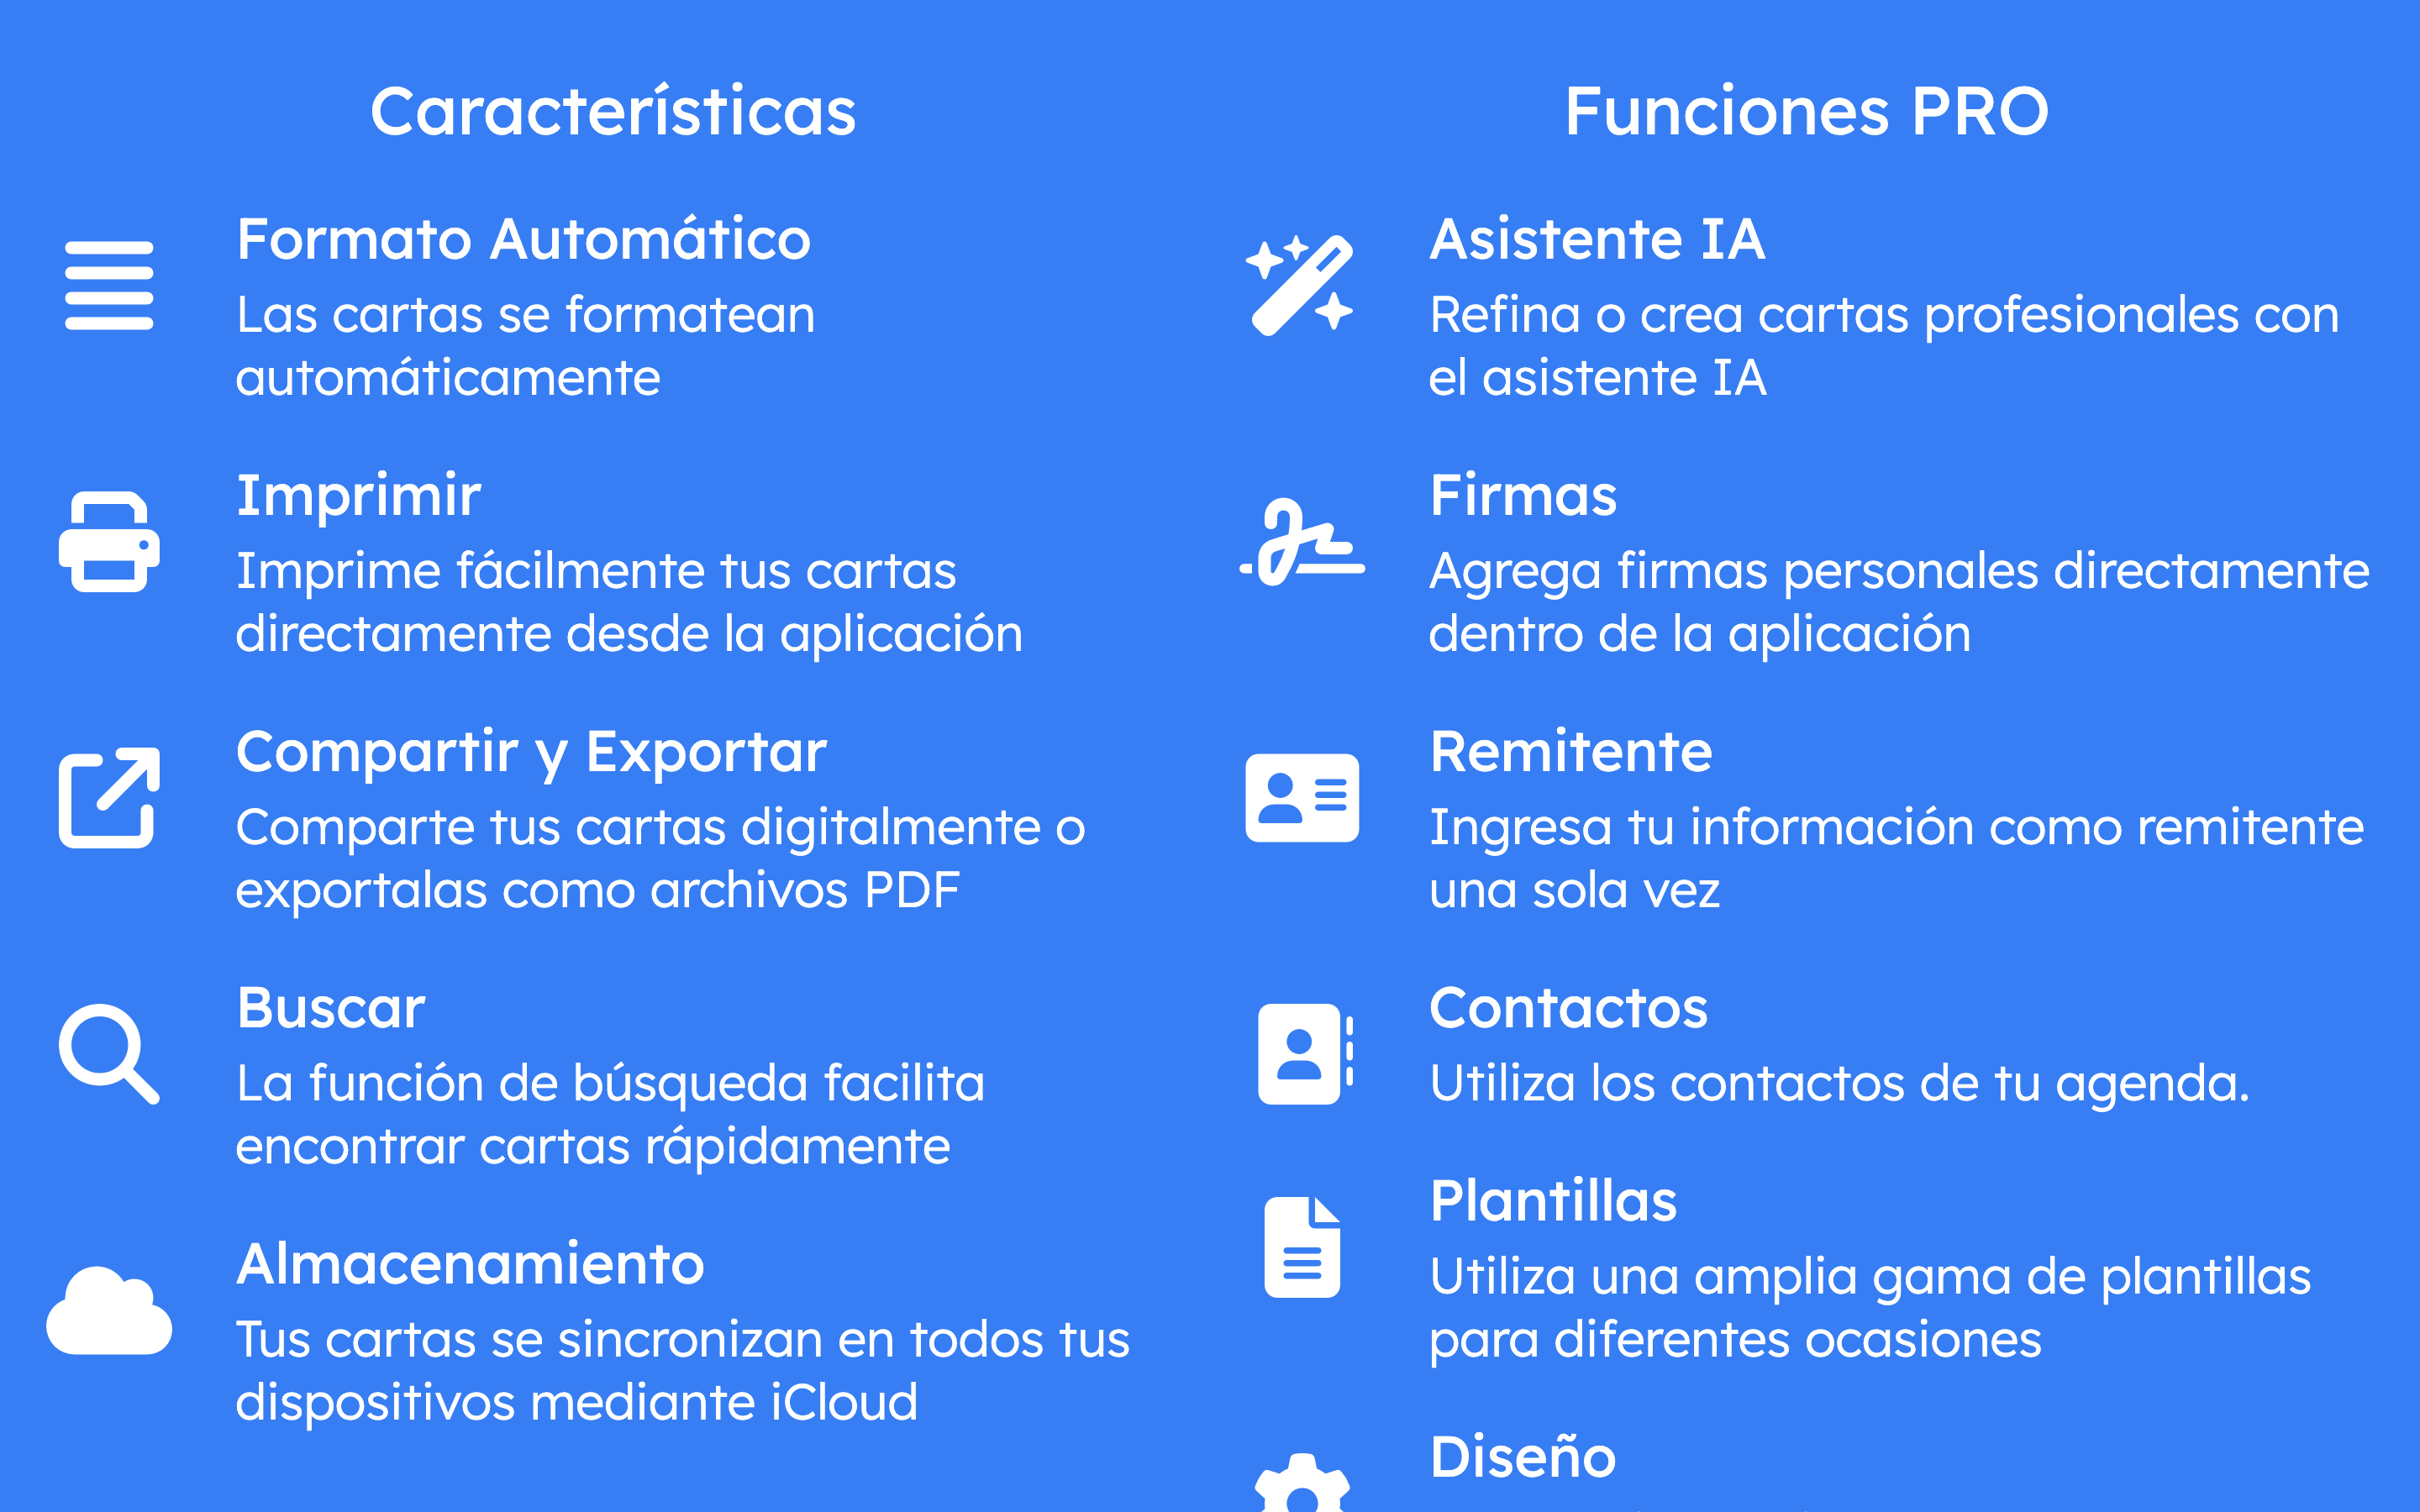 Características
Formato Automático
Las cartas se formatean
automáticamente
Imprimir
Imprime fácilmente tus cartas
directamente desde la aplicación
Compartir y Exportar
Comparte tus cartas digitalmente o
exportalas como archivos PDF
Buscar
La función de búsqueda facilita
encontrar cartas rápidamente
Almacenamiento
Tus cartas se sincronizan en todos tus
dispositivos mediante iCloud
Funciones PRO
Asistente IA
Refina o crea cartas profesionales con
el asistente IA
Firmas
Agrega firmas personales directamente
dentro de la aplicación
Remitente
Ingresa tu información como remitente
una sola vez
Contactos
Utiliza los contactos de tu agenda.
Plantillas
Utiliza una amplia gama de plantillas
para diferentes ocasiones
Diseño